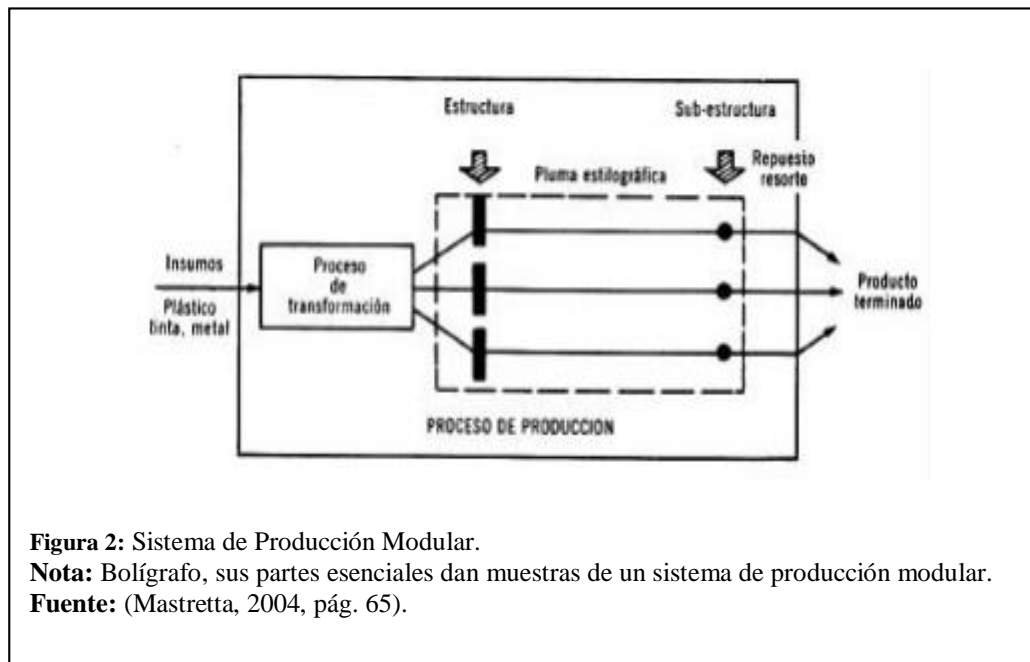 Estructura
Sub-estructura
Pluma estilográfica
Repuesto
resorte
Insumos
Plástico
tinta, metal
Proceso
de
transformación
Producto
terminado
PROCESO DE PRODUCCION
Figura 2: Sistema de Producción Modular.
Nota: Bolígrafo, sus partes esenciales dan muestras de un sistema de producción modular.
Fuente: (Mastretta, 2004, pág. 65).